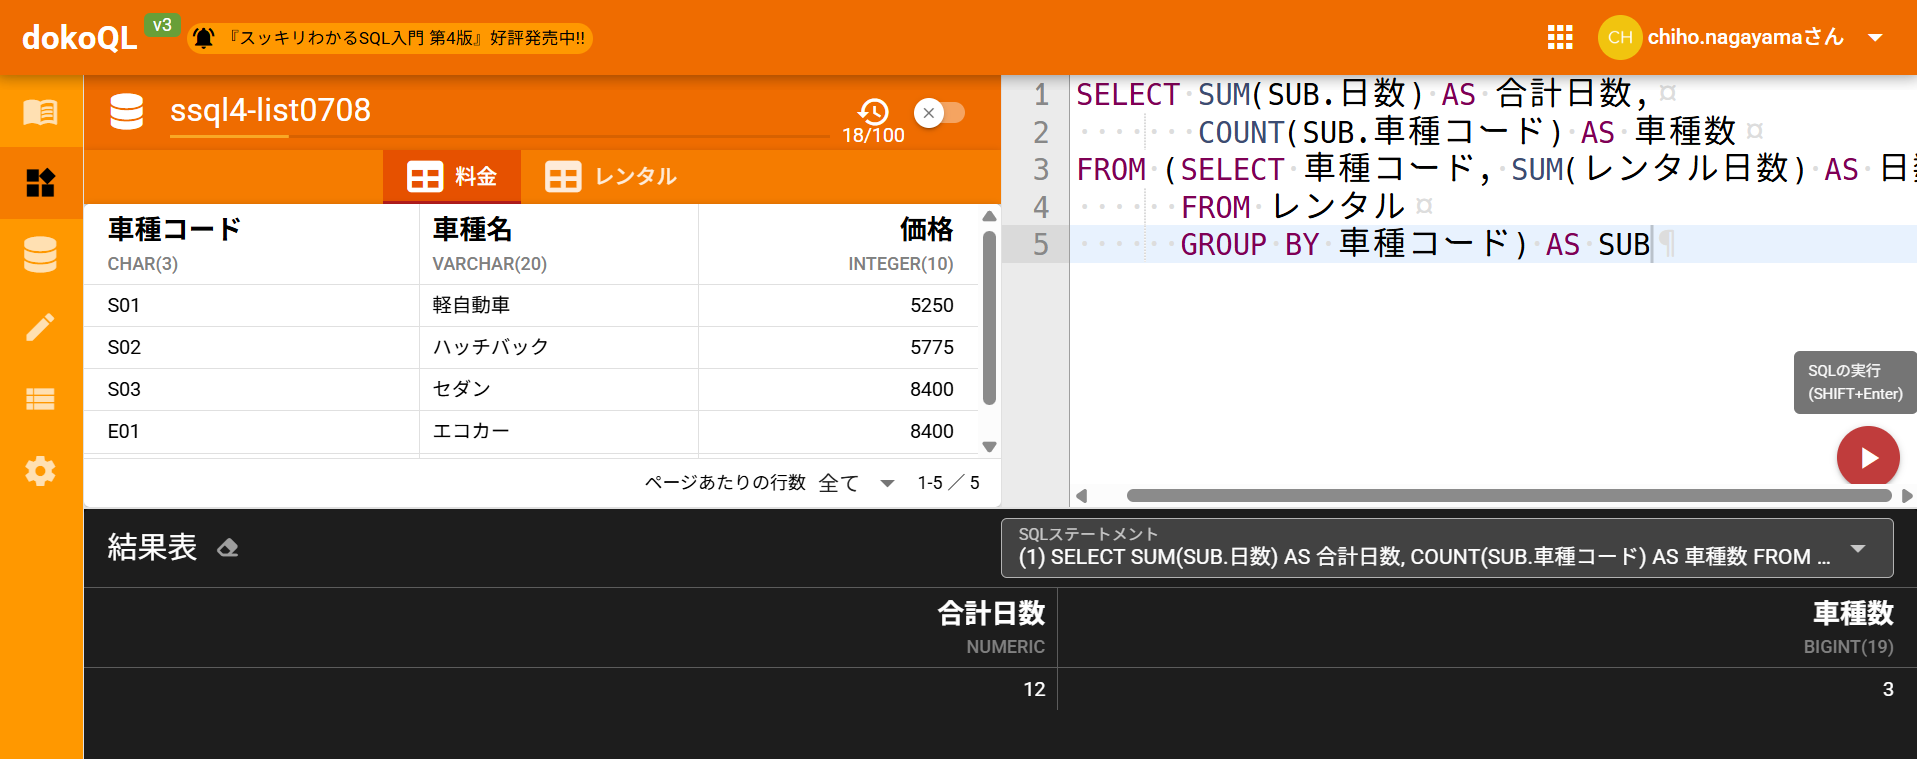 dokoQL v3 『スッキリわかるSQL入門 第4版』好評発売中!! CH chiho.nagayamaさん
ssql4-list0708 18/100
料金 レンタル
車種コード 車種名 価格
CHAR(3) VARCHAR(20) INTEGER(10)
S01 軽自動車 5250
S02 ハッチバック 5775
S03 セダン 8400
E01 エコカー 8400
ページあたりの行数 全て 1-5 ／ 5
1 SELECT SUM(SUB.日数) AS 合計日数,
2 COUNT(SUB.車種コード) AS 車種数
3 FROM (SELECT 車種コード, SUM(レンタル日数) AS 日
4 FROM レンタル
5 GROUP BY 車種コード) AS SUB
SQLの実行
(SHIFT+Enter)
結果表
SQLステートメント
(1) SELECT SUM(SUB.日数) AS 合計日数, COUNT(SUB.車種コード) AS 車種数 FROM ...
合計日数 車種数
NUMERIC BIGINT(19)
12 3